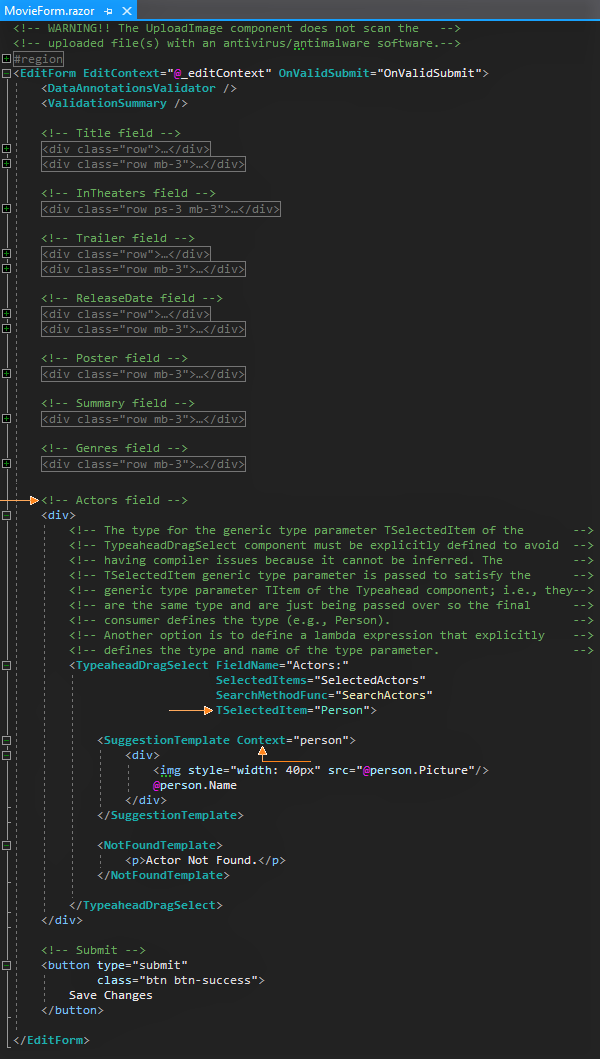 MovieForm.razor
<!-- WARNING!! The UploadImage component does not scan the   -->
<!-- uploaded file(s) with an antivirus/antimalware software.-->
#region
<EditForm EditContext="@_editContext" OnValidSubmit="OnValidSubmit">
    <DataAnnotationsValidator />
    <ValidationSummary />
    <!-- Title field -->
    <div class="row">…</div>
    <div class="row mb-3">…</div>
    <!-- InTheaters field -->
    <div class="row ps-3 mb-3">…</div>
    <!-- Trailer field -->
    <div class="row">…</div>
    <div class="row mb-3">…</div>
    <!-- ReleaseDate field -->
    <div class="row">…</div>
    <div class="row mb-3">…</div>
    <!-- Poster field -->
    <div class="row mb-3">…</div>
    <!-- Summary field -->
    <div class="row mb-3">…</div>
    <!-- Genres field -->
    <div class="row mb-3">…</div>
    <!-- Actors field -->
    <div>
        <!-- The type for the generic type parameter TSelectedItem of the       -->
        <!-- TypeaheadDragSelect component must be explicitly defined to avoid  -->
        <!-- having compiler issues because it cannot be inferred. The          -->
        <!-- TSelectedItem generic type parameter is passed to satisfy the      -->
        <!-- generic type parameter TItem of the Typeahead component; i.e., they-->
        <!-- are the same type and are just being passed over so the final      -->
        <!-- consumer defines the type (e.g., Person).                          -->
        <!-- Another option is to define a lambda expression that explicitly    -->
        <!-- defines the type and name of the type parameter.                   -->
        <TypeaheadDragSelect FieldName="Actors:"
                             SelectedItems="SelectedActors"
                             SearchMethodFunc="SearchActors"
                             TSelectedItem="Person">
            <SuggestionTemplate Context="person">
                <div>
                    <img style="width: 40px" src="@person.Picture"/>
                    @person.Name
                </div>
            </SuggestionTemplate>
            <NotFoundTemplate>
                <p>Actor Not Found.</p>
            </NotFoundTemplate>
        </TypeaheadDragSelect>
    </div>
    <!-- Submit -->
    <button type="submit"
            class="btn btn-success">
        Save Changes
    </button>
</EditForm>